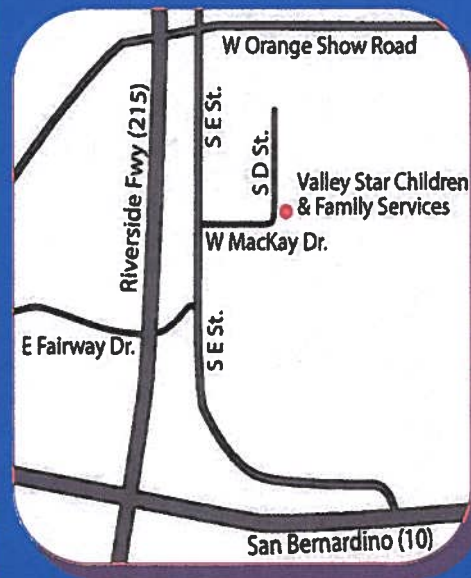 W Orange Show Road
Riverside Fwy (215)
S E St.
S D St.
Valley Star Children
& Family Services
W MacKay Dr.
E Fairway Dr.
S E St.
San Bernardino (10)